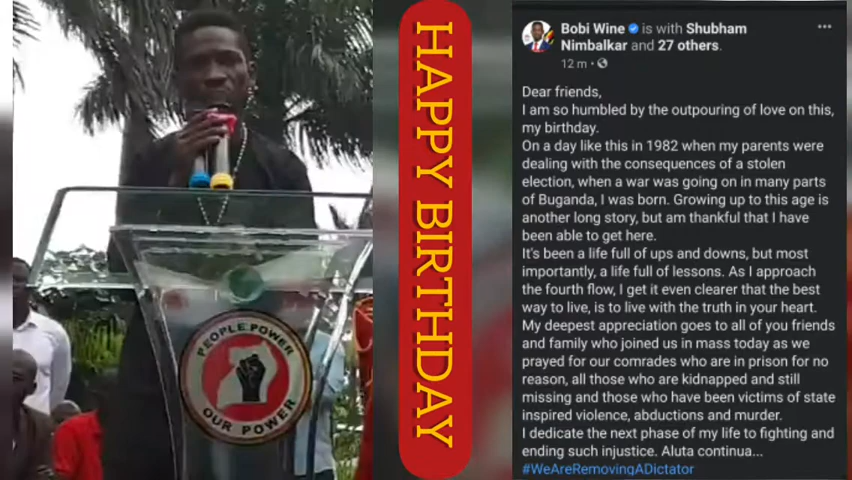 PEOPLE POWER
OUR POWER
HAPPY BIRTHDAY
Bobi Wine is with Shubham
Nimbalkar and 27 others.
12 m •
Dear friends,
I am so humbled by the outpouring of love on this,
my birthday.
On a day like this in 1982 when my parents were
dealing with the consequences of a stolen
election, when a war was going on in many parts
of Buganda, I was born. Growing up to this age is
another long story, but am thankful that I have
been able to get here.
It's been a life full of ups and downs, but most
importantly, a life full of lessons. As I approach
the fourth flow, I get it even clearer that the best
way to live, is to live with the truth in your heart.
My deepest appreciation goes to all of you friends
and family who joined us in mass today as we
prayed for our comrades who are in prison for no
reason, all those who are kidnapped and still
missing and those who have been victims of state
inspired violence, abductions and murder.
I dedicate the next phase of my life to fighting and
ending such injustice. Aluta continua...
#WeAreRemovingADictator